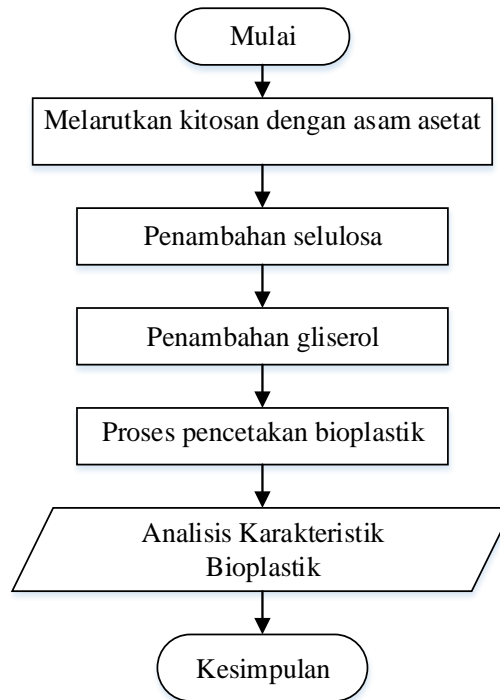 Mulai
Melarutkan kitosan dengan asam asetat
Penambahan selulosa
Penambahan gliserol
Proses pencetakan bioplastik
Analisis Karakteristik
Bioplastik
Kesimpulan